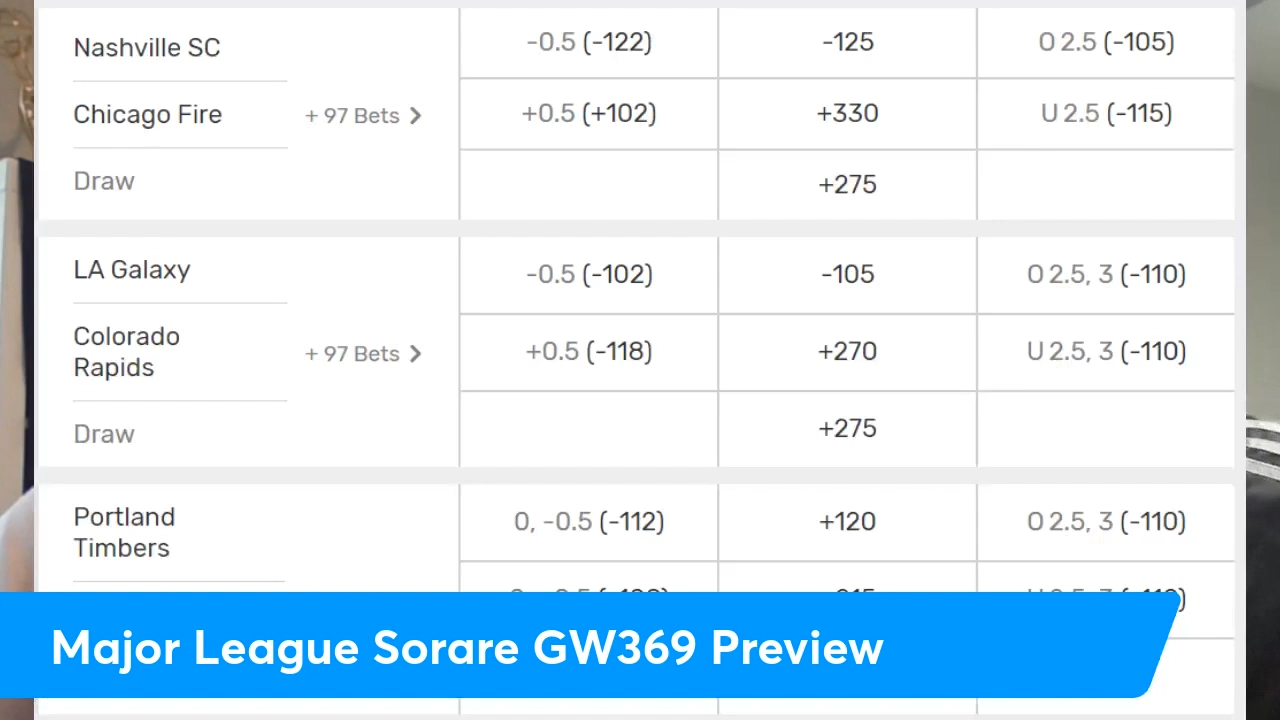 Nashville SC -0.5 (-122) -125 O 2.5 (-105)
Chicago Fire + 97 Bets +0.5 (+102) +330 U 2.5 (-115)
Draw +275
LA Galaxy -0.5 (-102) -105 O 2.5, 3 (-110)
Colorado
Rapids + 97 Bets +0.5 (-118) +270 U 2.5, 3 (-110)
Draw +275
Portland
Timbers 0, -0.5 (-112) +120 O 2.5, 3 (-110)
Major League Sorare GW369 Preview